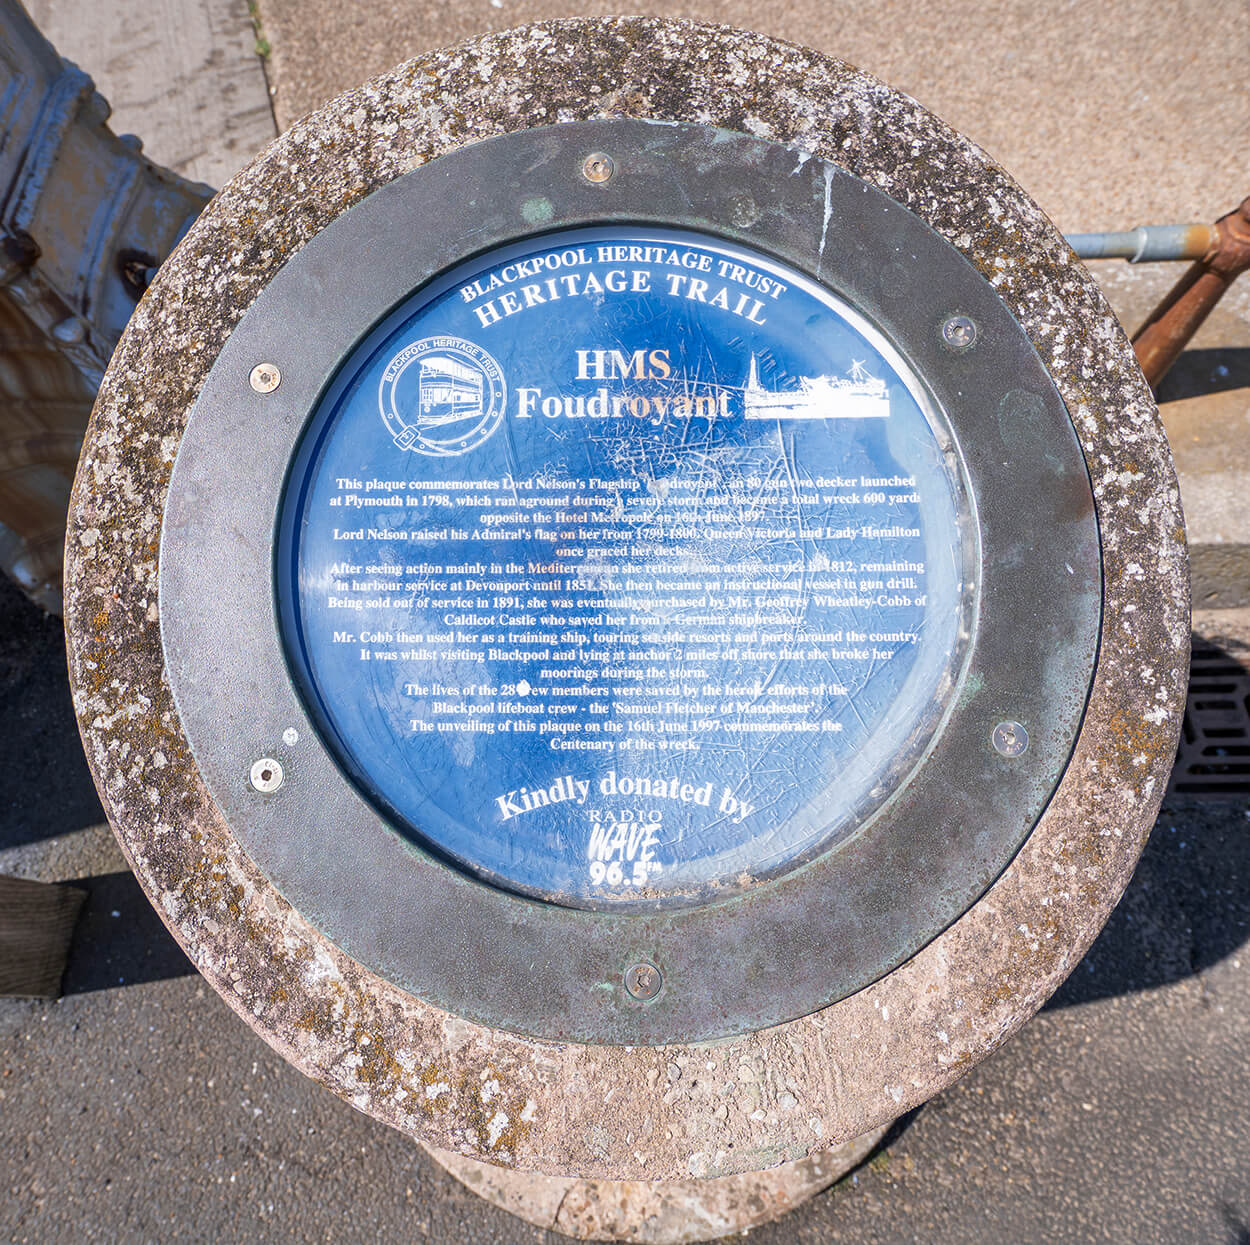 BLACKPOOL HERITAGE TRUST
HERITAGE TRAIL
BLACKPOOL HERITAGE TRUST
HMS
Foudroyant
This plaque commemorates Lord Nelson's Flagship 'Foudroyant', an 80 gun two decker launched
at Plymouth in 1798, which ran aground during a severe storm and became a total wreck 600 yards
opposite the Hotel Metropole on 16th June 1897.
Lord Nelson raised his Admiral's flag on her from 1799-1800. Queen Victoria and Lady Hamilton
once graced her decks.
After seeing action mainly in the Mediterranean she retired from active service in 1812, remaining
in harbour service at Devonport until 1851. She then became an instructional vessel in gun drill.
Being sold out of service in 1891, she was eventually purchased by Mr. Geoffrey Wheatley-Cobb of
Caldicot Castle who saved her from a German shipbreaker.
Mr. Cobb then used her as a training ship, touring seaside resorts and ports around the country.
It was whilst visiting Blackpool and lying at anchor 2 miles off shore that she broke her
moorings during the storm.
The lives of the 28 crew members were saved by the heroic efforts of the
Blackpool lifeboat crew - the 'Samuel Fletcher of Manchester'.
The unveiling of this plaque on the 16th June 1997 commemorates the
Centenary of the wreck.
Kindly donated by
RADIO
WAVE
96.5FM